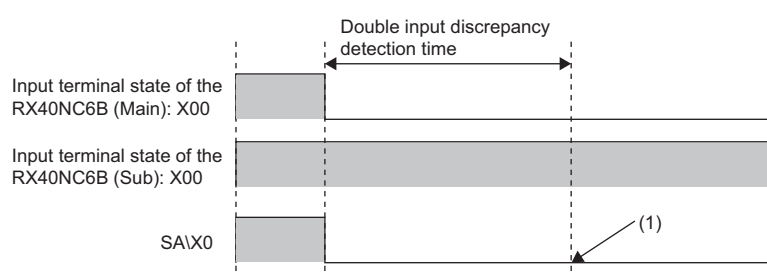 Double input discrepancy
detection time
Input terminal state of the
RX40NC6B (Main): X00
Input terminal state of the
RX40NC6B (Sub): X00
SA\X0
(1)